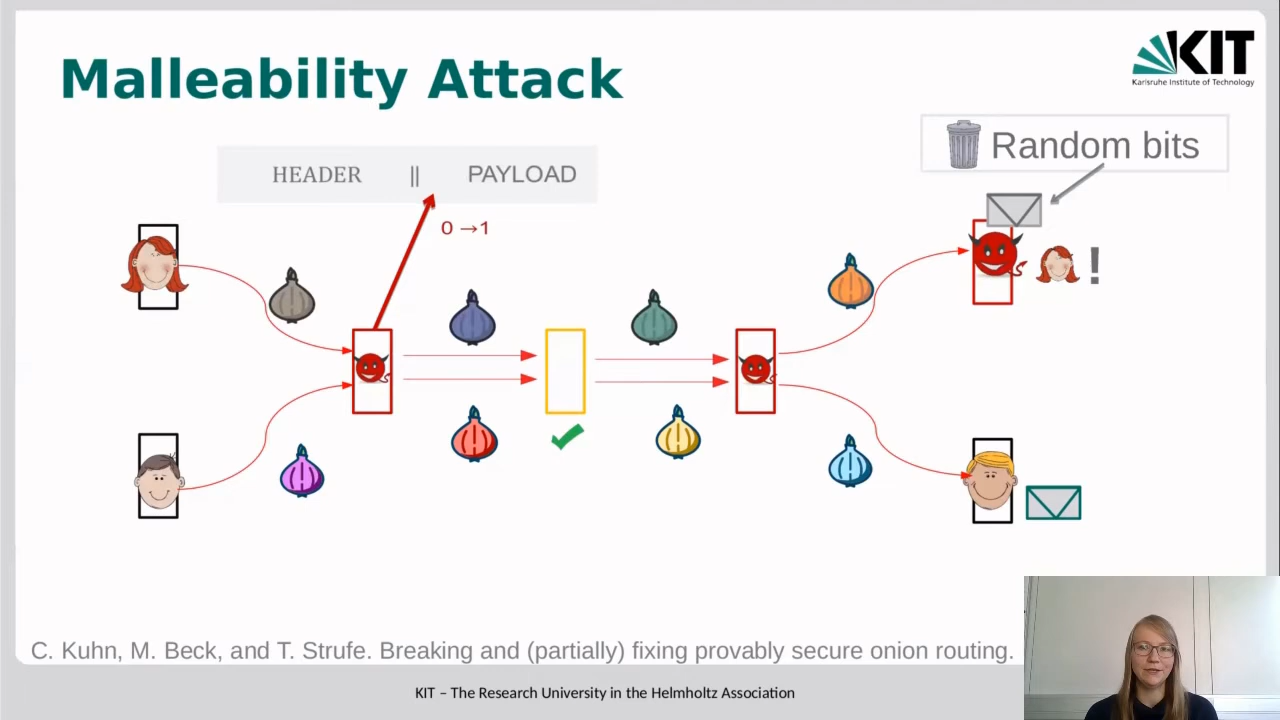 Malleability Attack
KIT
Karlsruhe Institute of Technology
Random bits
HEADER || PAYLOAD
0 →1
!
C. Kuhn, M. Beck, and T. Strufe. Breaking and (partially) fixing provably secure onion routing.
KIT – The Research University in the Helmholtz Association